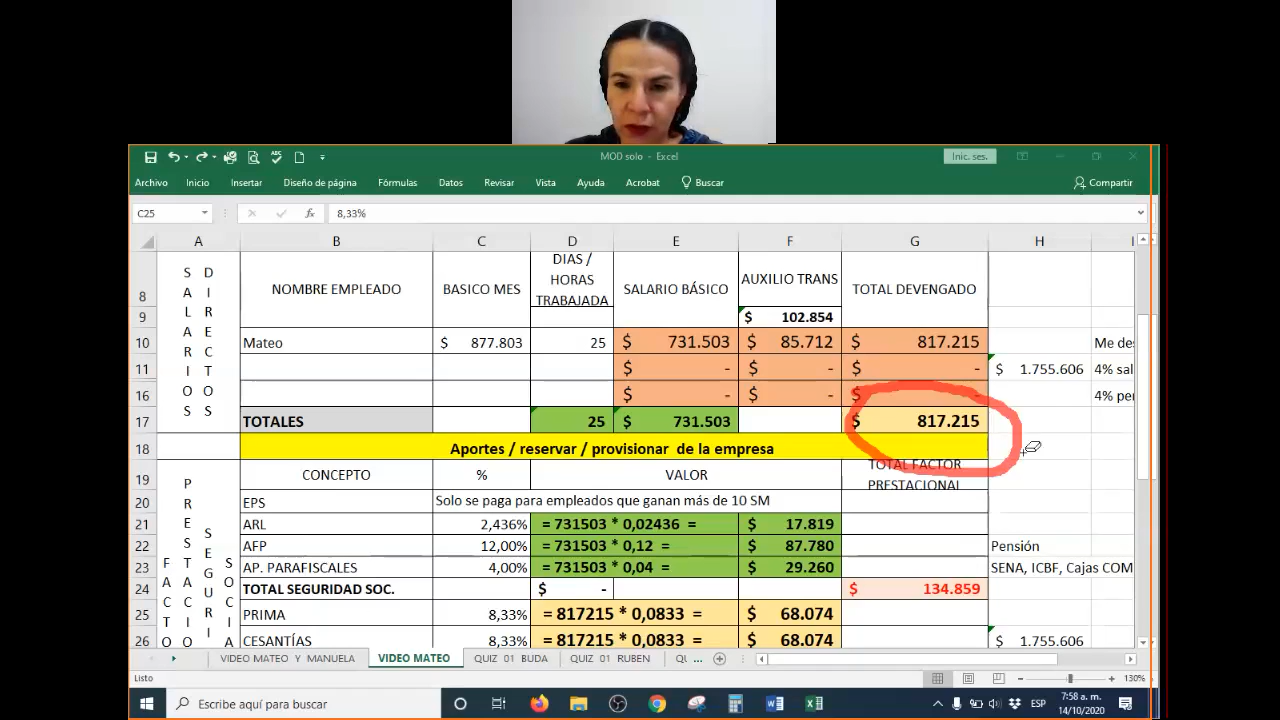 MOD solo - Excel
Inic. ses.
Archivo Inicio Insertar Diseño de página Fórmulas Datos Revisar Vista Ayuda Acrobat Buscar Compartir
C25 fx 8,33%
A B C D E F G H
8 SALARIOS DIRECTOS NOMBRE EMPLEADO BASICO MES DIAS / HORAS TRABAJADA SALARIO BÁSICO AUXILIO TRANS TOTAL DEVENGADO
9 $ 102.854
10 Mateo $ 877.803 25 $ 731.503 $ 85.712 $ 817.215 Me des
11 $ - $ - $ - $ 1.755.606 4% sal
16 $ - $ - $ - 4% per
17 TOTALES 25 $ 731.503 $ 817.215
18 Aportes / reservar / provisionar de la empresa
19 CONCEPTO % VALOR TOTAL FACTOR PRESTACIONAL
20 EPS Solo se paga para empleados que ganan más de 10 SM
21 ARL 2,436% = 731503 * 0,02436 = $ 17.819
22 AFP 12,00% = 731503 * 0,12 = $ 87.780 Pensión
23 AP. PARAFISCALES 4,00% = 731503 * 0,04 = $ 29.260 SENA, ICBF, Cajas COM
24 TOTAL SEGURIDAD SOC. $ - $ 134.859
25 PRIMA 8,33% = 817215 * 0,0833 = $ 68.074
26 CESANTÍAS 8,33% = 817215 * 0,0833 = $ 68.074 $ 1.755.606
FACTO PRESTACIO SEGURI SOCIA
VIDEO MATEO Y MANUELA VIDEO MATEO QUIZ 01 BUDA QUIZ 01 RUBEN QU ...
Listo 130%
Escribe aquí para buscar ESP 7:58 a. m.
14/10/2020